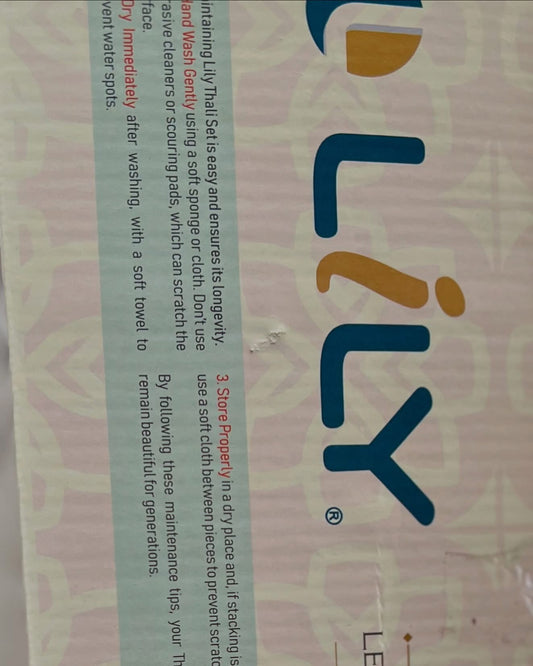 LiLY®
LE
intaining Lily Thali Set is easy and ensures its longevity.
Hand Wash Gently using a soft sponge or cloth. Don't use
rasive cleaners or scouring pads, which can scratch the
face.
Dry Immediately after washing, with a soft towel to
vent water spots.
3. Store Properly in a dry place and, if stacking is
use a soft cloth between pieces to prevent scratc
By following these maintenance tips, your Th
remain beautiful for generations.